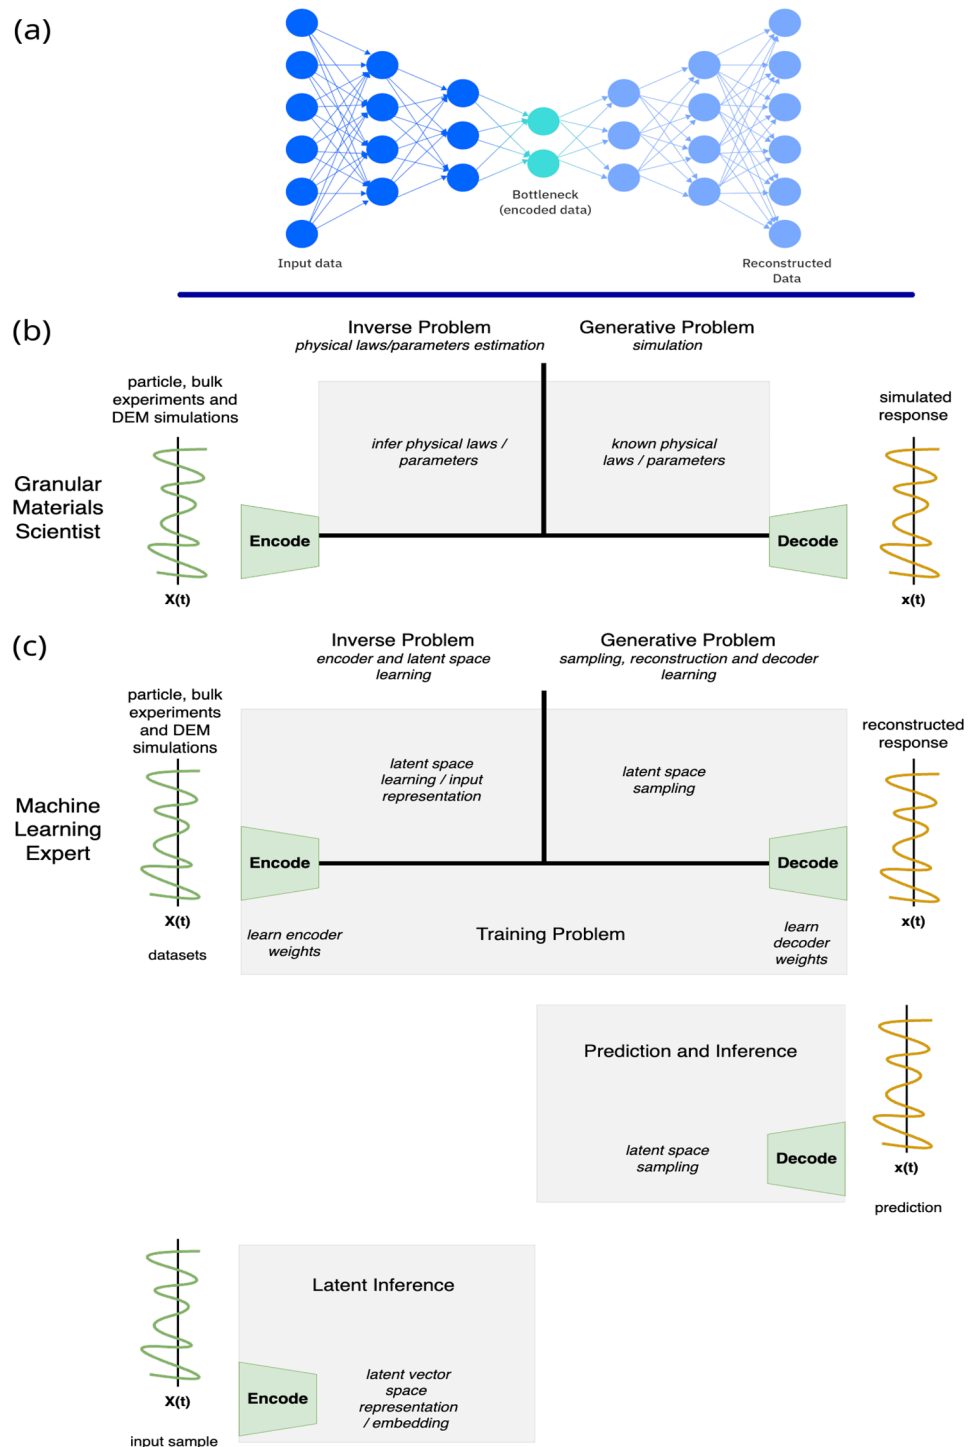 (a)
Bottleneck
(encoded data)
Input data
Reconstructed
Data
(b)
Inverse Problem
physical laws/parameters estimation
Generative Problem
simulation
particle, bulk
experiments and
DEM simulations
simulated
response
infer physical laws /
parameters
known physical
laws / parameters
Granular
Materials
Scientist
Encode
Decode
X(t)
x(t)
(c)
Inverse Problem
encoder and latent space
learning
Generative Problem
sampling, reconstruction and decoder
learning
particle, bulk
experiments
and DEM
simulations
reconstructed
response
latent space
learning / input
representation
latent space
sampling
Machine
Learning
Expert
Encode
Decode
X(t)
x(t)
datasets
learn encoder
weights
Training Problem
learn
decoder
weights
Prediction and Inference
latent space
sampling
Decode
x(t)
prediction
Latent Inference
Encode
latent vector
space
representation
/ embedding
X(t)
input sample